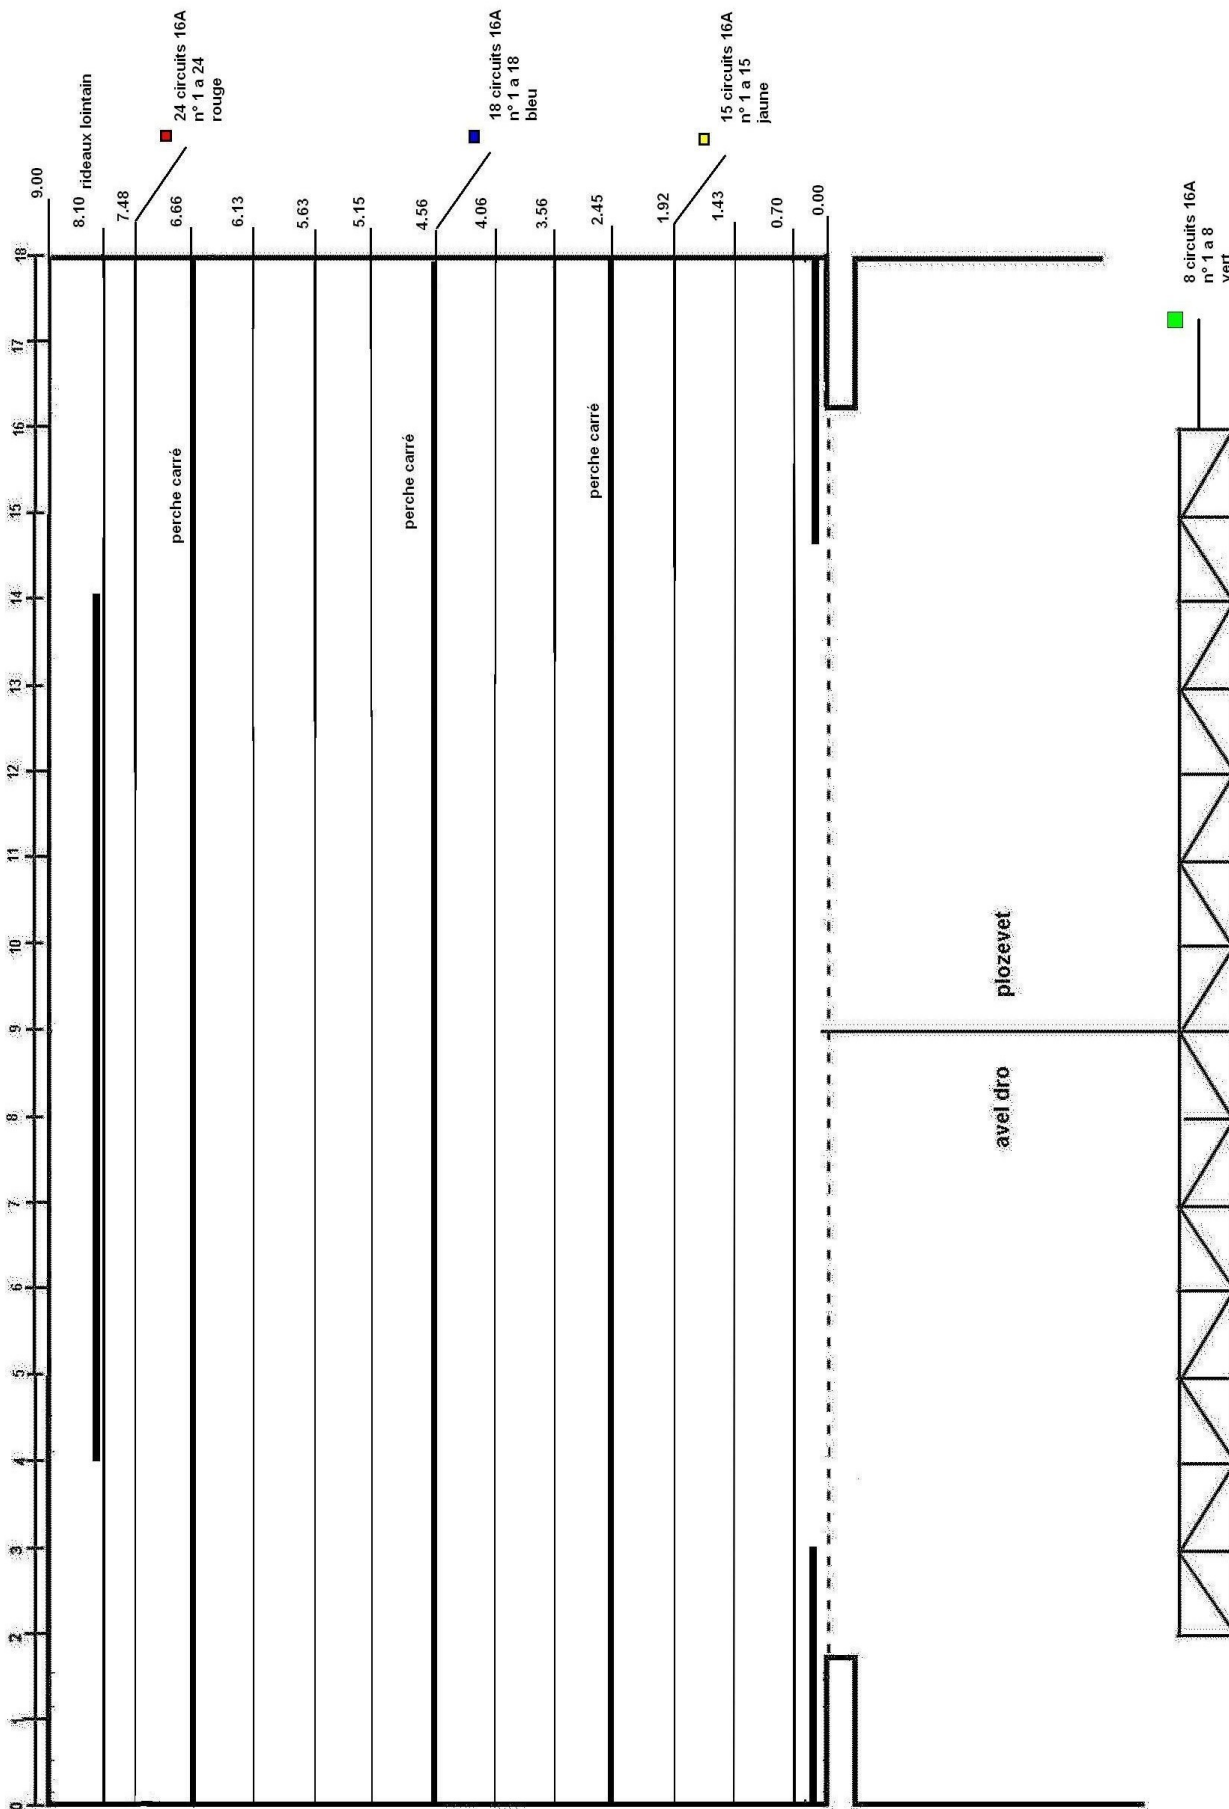 9.00
8.10 rideaux lointain
7.48
24 circuits 16A
n° 1 a 24
rouge
6.66
6.13
5.63
5.15
4.56
18 circuits 16A
n° 1 a 18
bleu
4.06
3.56
2.45
1.92
15 circuits 16A
n° 1 a 15
jaune
1.43
0.70
0.00
8 circuits 16A
n° 1 a 8
vert
0 1 2 3 4 5 6 7 8 9 10 11 12 13 14 15 16 17 18
perche carré
perche carré
perche carré
avel dro plozevet